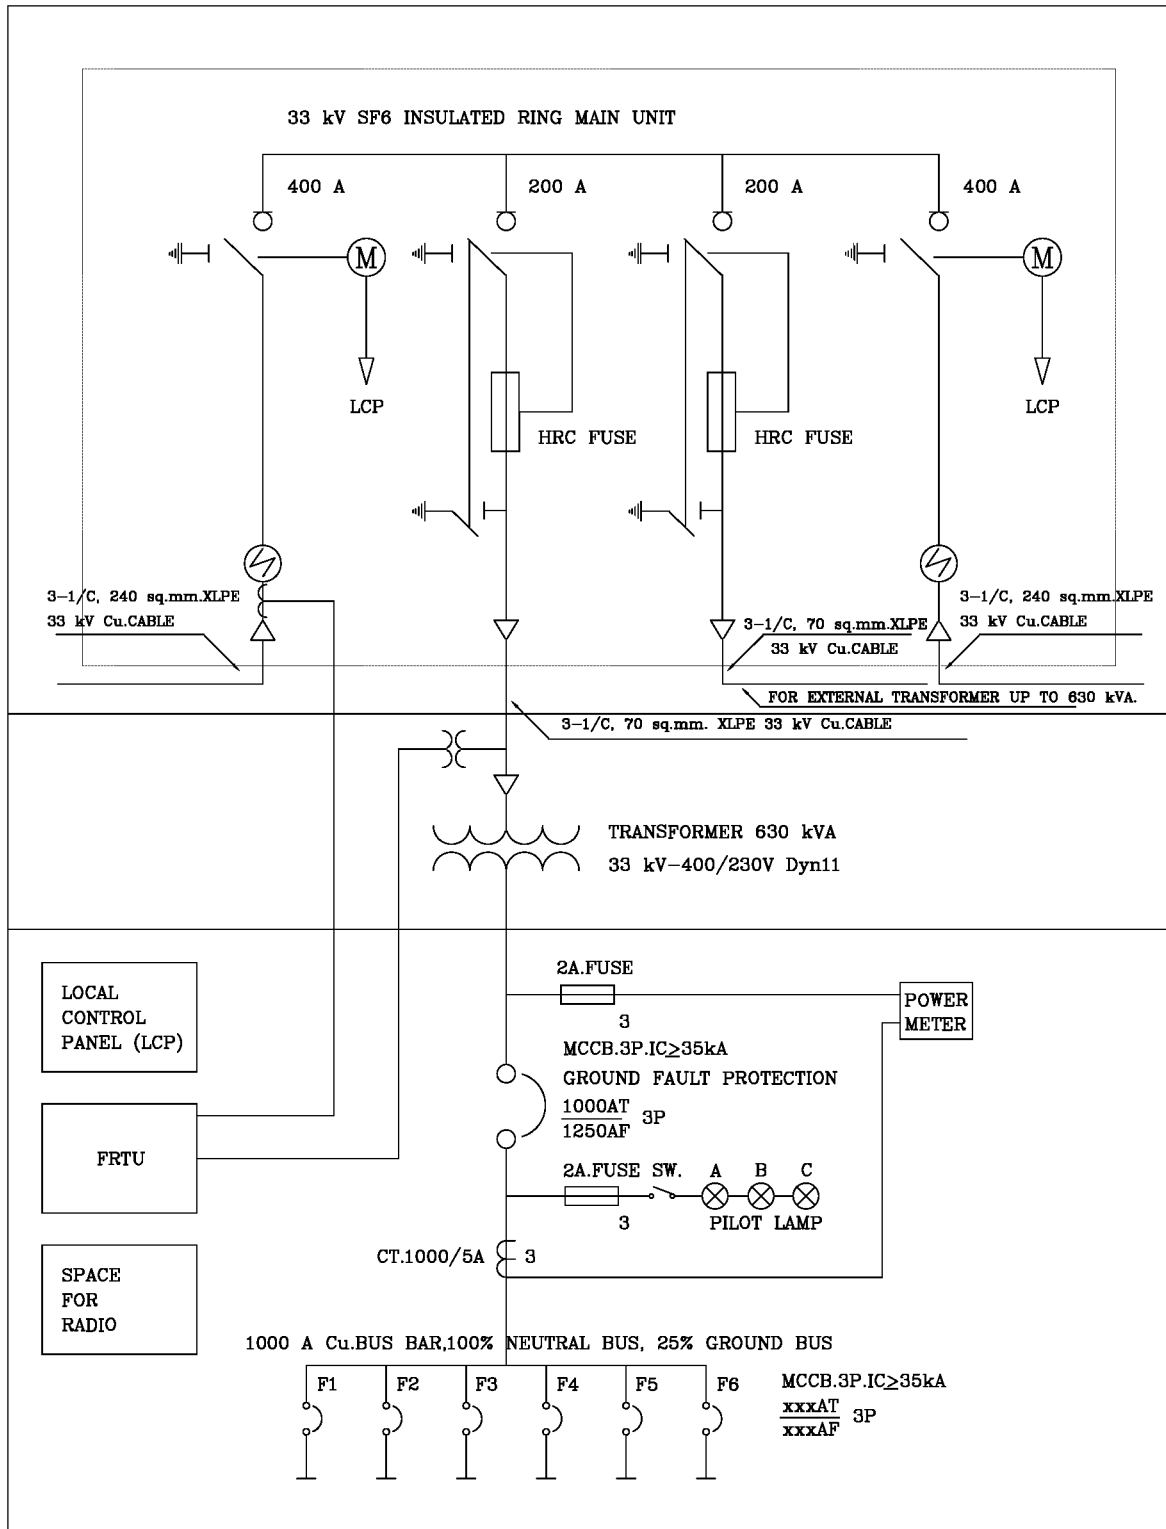 33 kV SF6 INSULATED RING MAIN UNIT
400 A
200 A
200 A
400 A
M
M
LCP
LCP
HRC FUSE
HRC FUSE
3-1/C, 240 sq.mm.XLPE
33 kV Cu.CABLE
3-1/C, 70 sq.mm.XLPE
33 kV Cu.CABLE
3-1/C, 240 sq.mm.XLPE
33 kV Cu.CABLE
FOR EXTERNAL TRANSFORMER UP TO 630 kVA.
3-1/C, 70 sq.mm. XLPE 33 kV Cu.CABLE
TRANSFORMER 630 kVA
33 kV-400/230V Dyn11
LOCAL
CONTROL
PANEL (LCP)
FRTU
SPACE
FOR
RADIO
2A.FUSE
3
POWER
METER
MCCB.3P.IC≥35kA
GROUND FAULT PROTECTION
1000AT
1250AF
3P
2A.FUSE SW. A B C
3
PILOT LAMP
CT.1000/5A
3
1000 A Cu.BUS BAR,100% NEUTRAL BUS, 25% GROUND BUS
F1 F2 F3 F4 F5 F6
MCCB.3P.IC≥35kA
xxxAT
xxxAF
3P